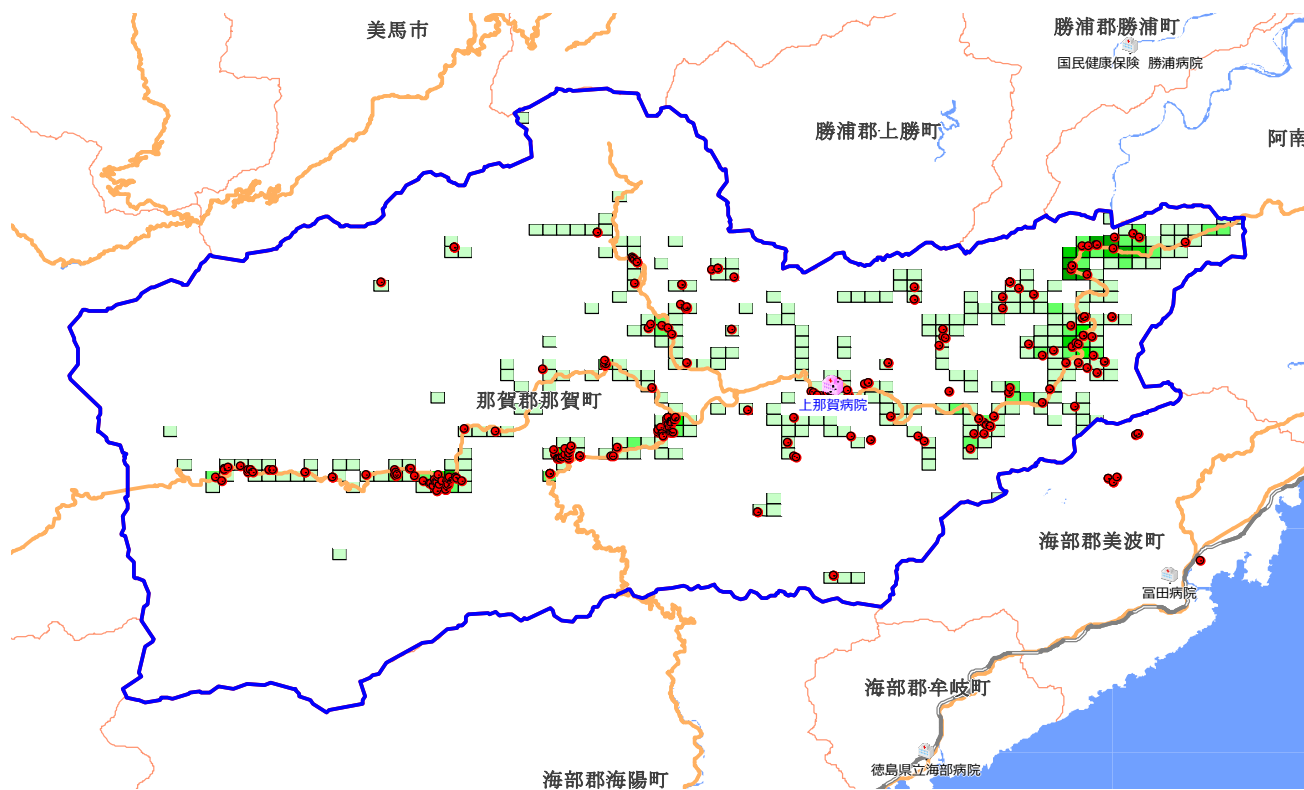 美馬市
勝浦郡勝浦町
国民健康保険 勝浦病院
勝浦郡上勝町
阿南
那賀郡那賀町
上那賀病院
海部郡美波町
冨田病院
海部郡牟岐町
徳島県立海部病院
海部郡海陽町